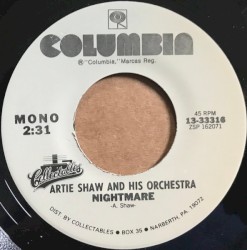 COLUMBIA
® "Columbia", Marcas Reg.
MONO
2:31
45 RPM
13-33316
ZSP 162071
Collectables
ARTIE SHAW AND HIS ORCHESTRA
NIGHTMARE
-A. Shaw-
DIST. BY COLLECTABLES • BOX 35 • NARBERTH, PA 19072